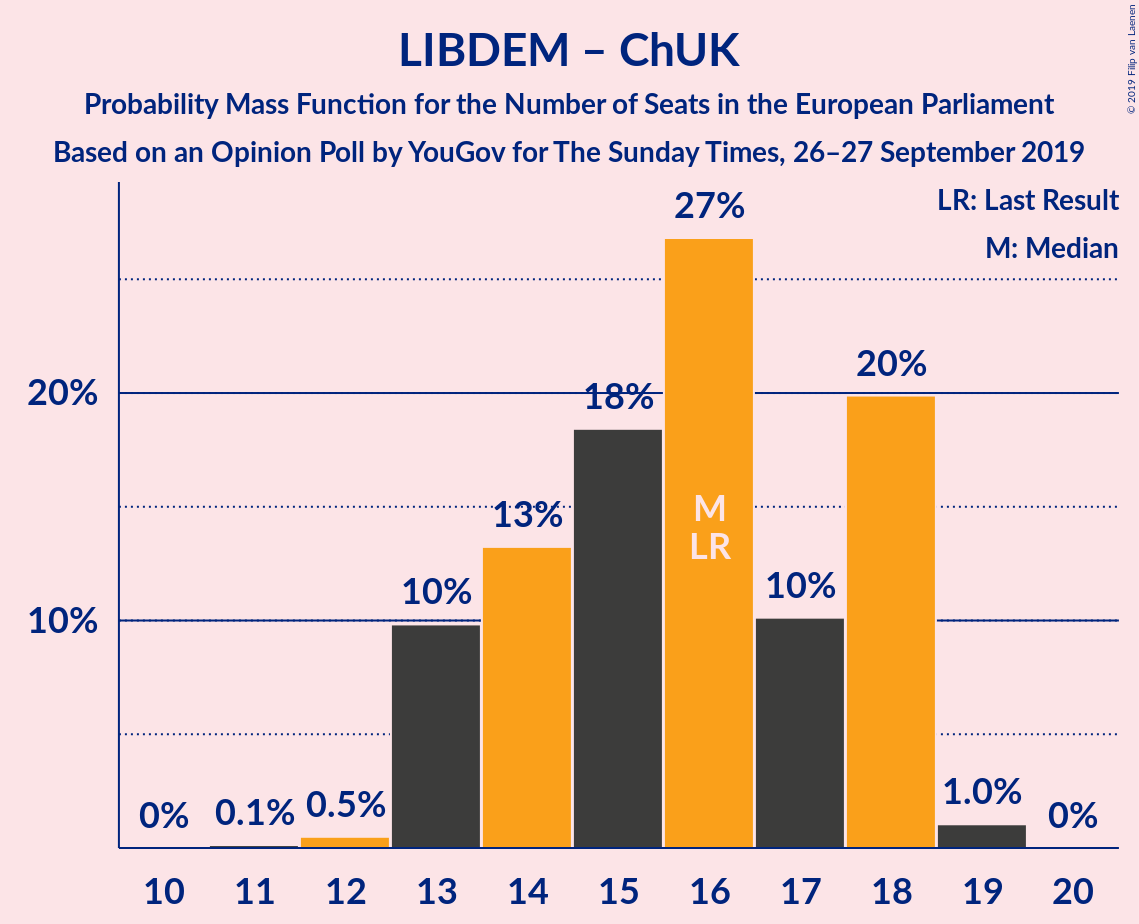 LIBDEM – ChUK
Probability Mass Function for the Number of Seats in the European Parliament
Based on an Opinion Poll by YouGov for The Sunday Times, 26–27 September 2019
© 2019 Filip van Laenen
LR: Last Result
M: Median
27%
20%
20%
18%
M
LR
13%
10%
10%
10%
1.0%
0.5%
0.1%
0%
0%
10 11 12 13 14 15 16 17 18 19 20